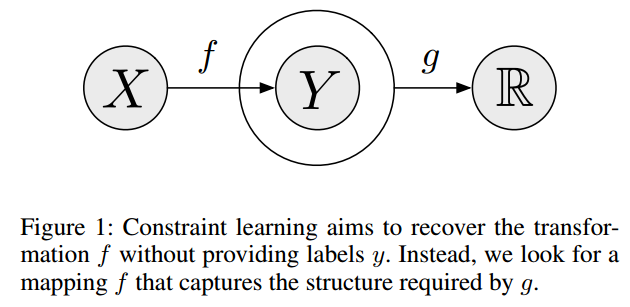 f g
X Y ℝ
Figure 1: Constraint learning aims to recover the transfor-
mation f without providing labels y. Instead, we look for a
mapping f that captures the structure required by g.